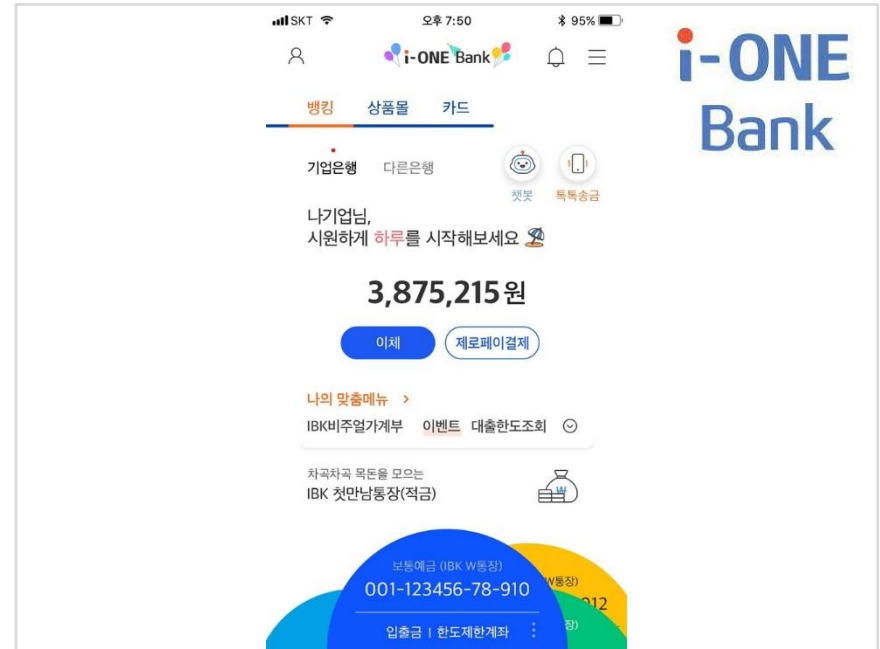 SKT 오후 7:50 95%
i-ONE Bank
뱅킹 상품몰 카드
기업은행 다른은행
챗봇 톡톡송금
나기업님,
시원하게 하루를 시작해보세요
3,875,215원
이체 제로페이결제
나의 맞춤메뉴 >
IBK비주얼가계부 이벤트 대출한도조회
차곡차곡 목돈을 모으는
IBK 첫만남통장(적금)
W
보통예금 (IBK W통장)
001-123456-78-910
입출금 | 한도제한계좌
W통장)
912
장)
i-ONE
Bank